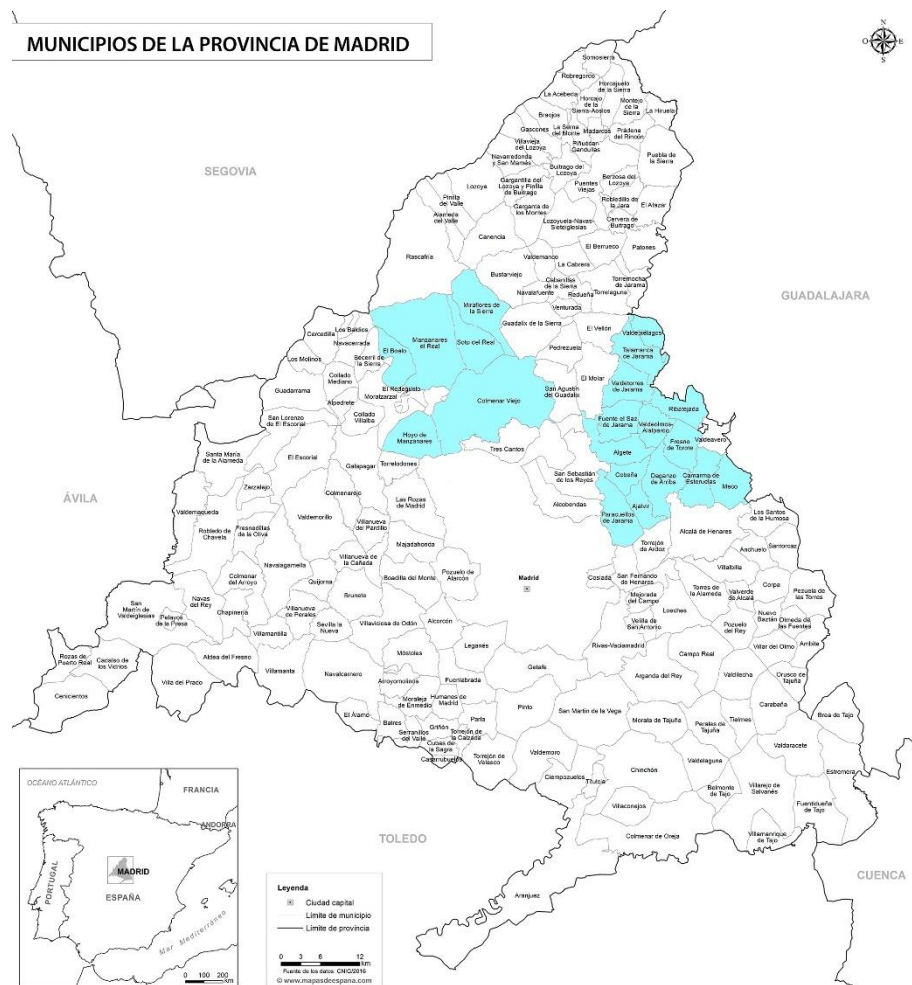 MUNICIPIOS DE LA PROVINCIA DE MADRID
N
O
E
S
SEGOVIA
GUADALAJARA
ÁVILA
TOLEDO
CUENCA
Somosierra
Robregordo
Horcajuelo
de la Sierra
La Acebeda
Horcajo
de la
Sierra-Aoslos
Montejo
de la
Sierra
La Hiruela
Braojos
La Serna
del Monte
Madarcos
Prádena
del Rincón
Gascones
Villavieja
del Lozoya
Piñuécar-
Gandullas
Puebla de
la Sierra
Navarredonda
y San Mamés
Buitrago del
Lozoya
Gargantilla del
Lozoya y Pinilla
de Buitrago
Puentes
Viejas
Berzosa del
Lozoya
Lozoya
Pinilla
del Valle
Robledillo de
la Jara
El Atazar
Alameda
del Valle
Garganta de
los Montes
Cervera de
Buitrago
Lozoyuela-Navas-
Sieteiglesias
Canencia
El Berrueco
Patones
Rascafría
Valdemanco
La Cabrera
Bustarviejo
Cabanillas
de la Sierra
Torremocha
de Jarama
Navalafuente
Redueña
Torrelaguna
Venturada
Miraflores de
la Sierra
Guadalix de la Sierra
El Vellón
Valdepiélagos
Cercedilla
Los Molinos
Navacerrada
Becerril de
la Sierra
El Boalo
Manzanares
el Real
Soto del Real
Pedrezuela
Talamanca
de Jarama
Guadarrama
Collado
Mediano
Alpedrete
Moralzarzal
Collado
Villalba
Colmenar Viejo
San Agustín
del Guadalix
El Molar
Valdetorres
de Jarama
Ribatejada
San Lorenzo
de El Escorial
Hoyo de
Manzanares
Fuente el Saz
de Jarama
Valdeolmos-
Alalpardo
Fresno
de Torote
Valdeavero
Santa María
de la Alameda
El Escorial
Galapagar
Torrelodones
Tres Cantos
Algete
Zarzalejo
Colmenarejo
Las Rozas
de Madrid
San Sebastián
de los Reyes
Cobeña
Daganzo
de Arriba
Camarma de
Esteruelas
Meco
Valdemaqueda
Valdemorillo
Villanueva
del Pardillo
Alcobendas
Ajalvir
Paracuellos
de Jarama
Los Santos
de la Humosa
Robledo de
Chavela
Fresnedillas
de la Oliva
Majadahonda
Torrejón
de Ardoz
Alcalá de Henares
Anchuelo
Santorcaz
Navalagamella
Villanueva de
la Cañada
Boadilla del Monte
Pozuelo de
Alarcón
Madrid
Coslada
San Fernando
de Henares
Villalbilla
Colmenar
del Arroyo
Quijorna
Brunete
Mejorada
del Campo
Torres de
la Alameda
Valverde
de Alcalá
Corpa
Pezuela de
las Torres
San
Martín de
Valdeiglesias
Navas
del Rey
Chapinería
Villanueva
de Perales
Sevilla la
Nueva
Villaviciosa de Odón
Alcorcón
Velilla de
San Antonio
Loeches
Pozuelo
del Rey
Nuevo
Baztán
Olmeda de
las Fuentes
Pelayos
de la Presa
Villamantilla
Leganés
Rivas-Vaciamadrid
Villar del Olmo
Ambite
Rozas de
Puerto Real
Cadalso de
los Vidrios
Aldea del Fresno
Villamanta
Móstoles
Getafe
Campo Real
Orusco de
Tajuña
Cenicientos
Villa del Prado
Navalcarnero
Arroyomolinos
Fuenlabrada
Arganda del Rey
Valdilecha
Moraleja
de Enmedio
Humanes de
Madrid
Pinto
San Martín de la Vega
Morata de Tajuña
Perales de
Tajuña
Tielmes
Carabaña
Brea de Tajo
El Álamo
Batres
Griñón
Parla
Serranillos
del Valle
Cubas de
la Sagra
Torrejón de
la Calzada
Casarrubuelos
Torrejón de
Velasco
Valdemoro
Valdaracete
Ciempozuelos
Titulcia
Chinchón
Valdelaguna
Estremera
Belmonte
de Tajo
Villarejo de
Salvanés
Villaconejos
Fuentidueña
de Tajo
Colmenar de Oreja
Villamanrique
de Tajo
Aranjuez
OCÉANO ATLÁNTICO
FRANCIA
ANDORRA
PORTUGAL
MADRID
ESPAÑA
Mar Mediterráneo
0 100 200
Km
Leyenda
Ciudad capital
Límite de municipio
Límite de provincia
0 3 6 12
Km
Fuente de los datos: CNIG/2016
© www.mapasdeespana.com